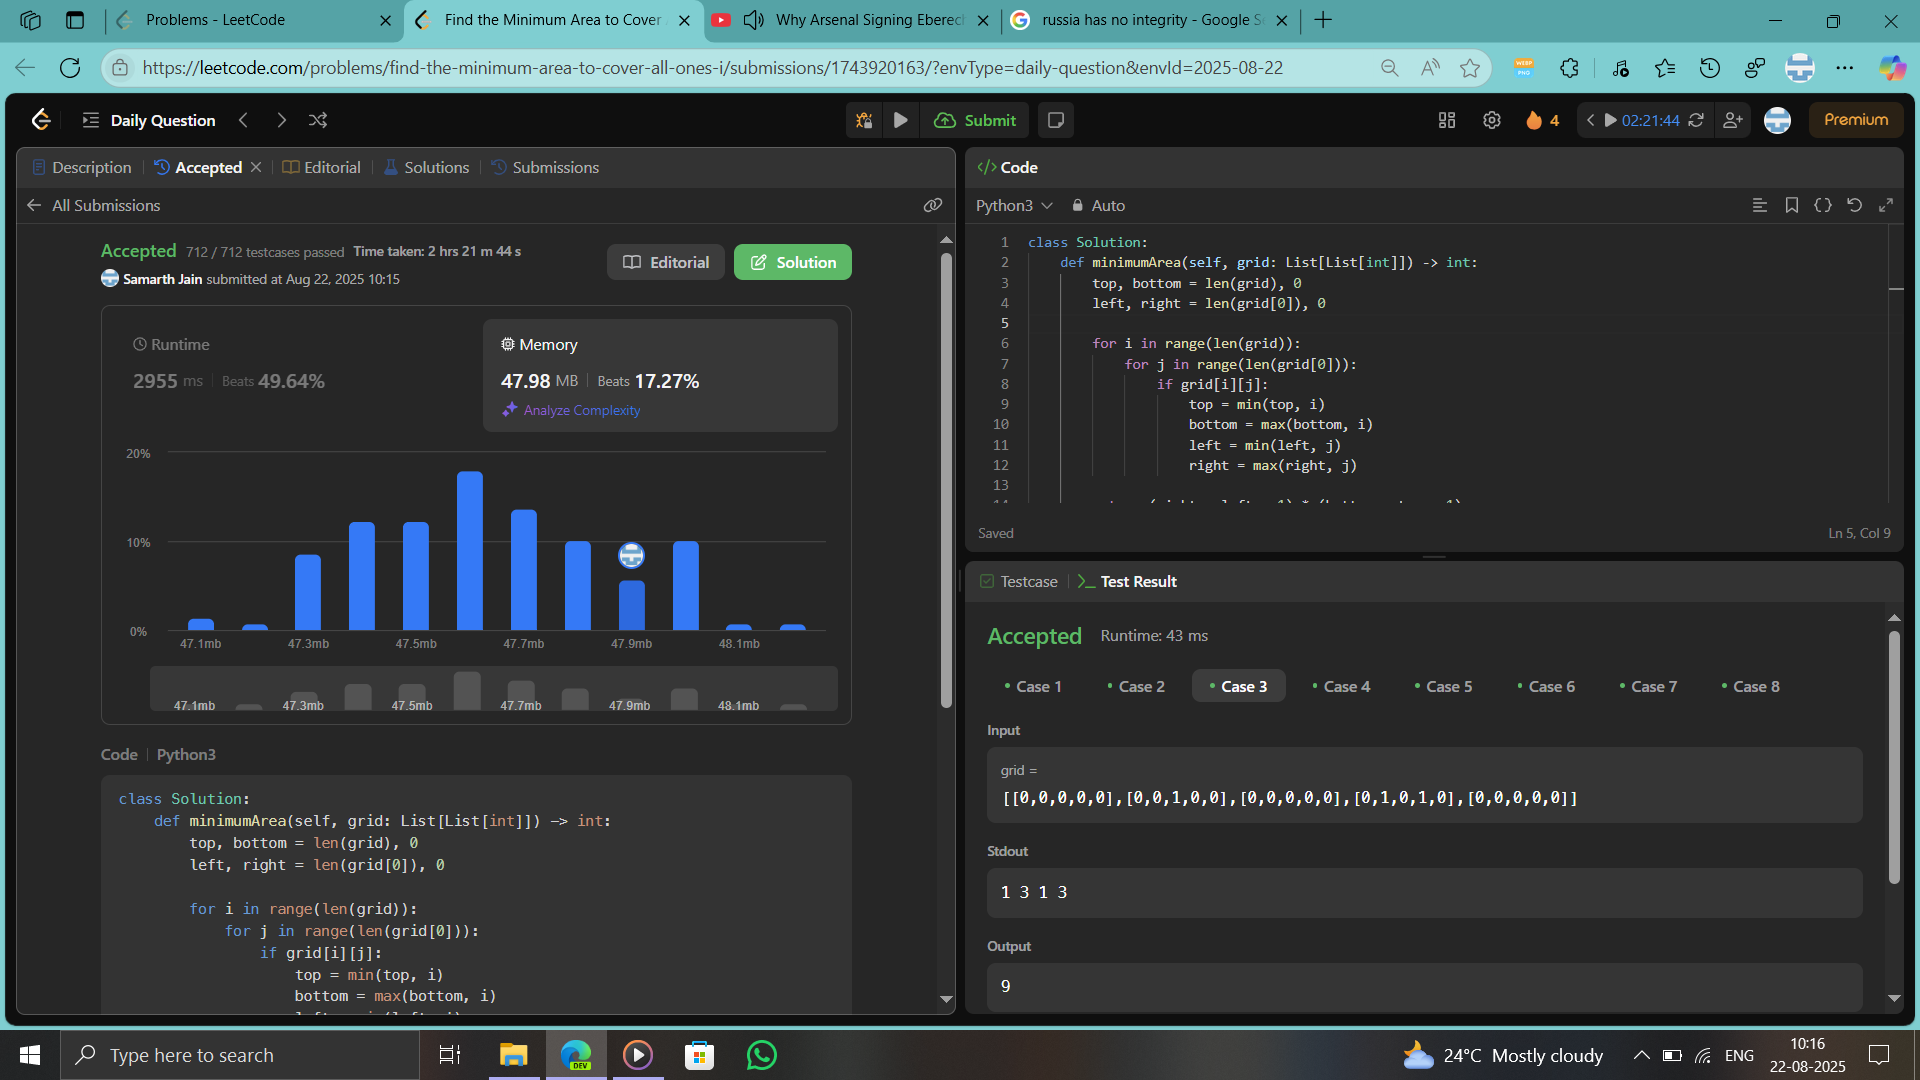 Problems - LeetCode
Find the Minimum Area to Cover
Why Arsenal Signing Eberec
russia has no integrity - Google S
https://leetcode.com/problems/find-the-minimum-area-to-cover-all-ones-i/submissions/1743920163/?envType=daily-question&envId=2025-08-22
Daily Question
Submit
4
02:21:44
Premium
Description
Accepted
Editorial
Solutions
Submissions
All Submissions
Accepted 712 / 712 testcases passed Time taken: 2 hrs 21 m 44 s
Samarth Jain submitted at Aug 22, 2025 10:15
Editorial
Solution
Runtime
2955 ms Beats 49.64%
Memory
47.98 MB Beats 17.27%
Analyze Complexity
20%
10%
0%
47.1mb 47.3mb 47.5mb 47.7mb 47.9mb 48.1mb
47.1mb 47.3mb 47.5mb 47.7mb 47.9mb 48.1mb
Code Python3
class Solution:
def minimumArea(self, grid: List[List[int]]) -> int:
top, bottom = len(grid), 0
left, right = len(grid[0]), 0
for i in range(len(grid)):
for j in range(len(grid[0])):
if grid[i][j]:
top = min(top, i)
bottom = max(bottom, i)
</> Code
Python3 Auto
1 class Solution:
2 def minimumArea(self, grid: List[List[int]]) -> int:
3 top, bottom = len(grid), 0
4 left, right = len(grid[0]), 0
5
6 for i in range(len(grid)):
7 for j in range(len(grid[0])):
8 if grid[i][j]:
9 top = min(top, i)
10 bottom = max(bottom, i)
11 left = min(left, j)
12 right = max(right, j)
13
Saved
Ln 5, Col 9
Testcase
Test Result
Accepted Runtime: 43 ms
Case 1 Case 2 Case 3 Case 4 Case 5 Case 6 Case 7 Case 8
Input
grid =
[[0,0,0,0,0],[0,0,1,0,0],[0,0,0,0,0],[0,1,0,1,0],[0,0,0,0,0]]
Stdout
1 3 1 3
Output
9
Type here to search
DEV
24°C Mostly cloudy
ENG
10:16
22-08-2025